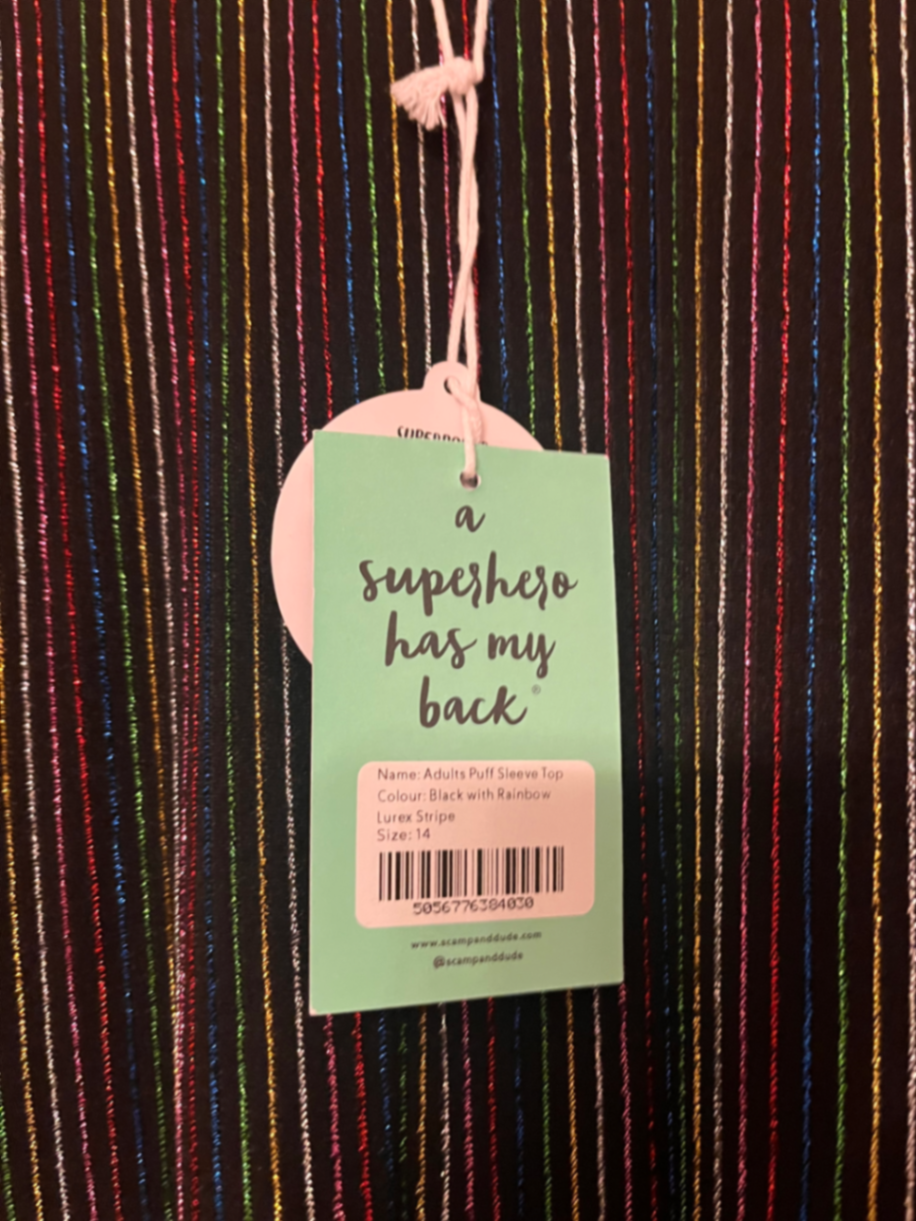 a
superhero
has my
back®
Name: Adults Puff Sleeve Top
Colour: Black with Rainbow
Lurex Stripe
Size: 14
5056776384030
www.scampanddude.com
@scampanddude